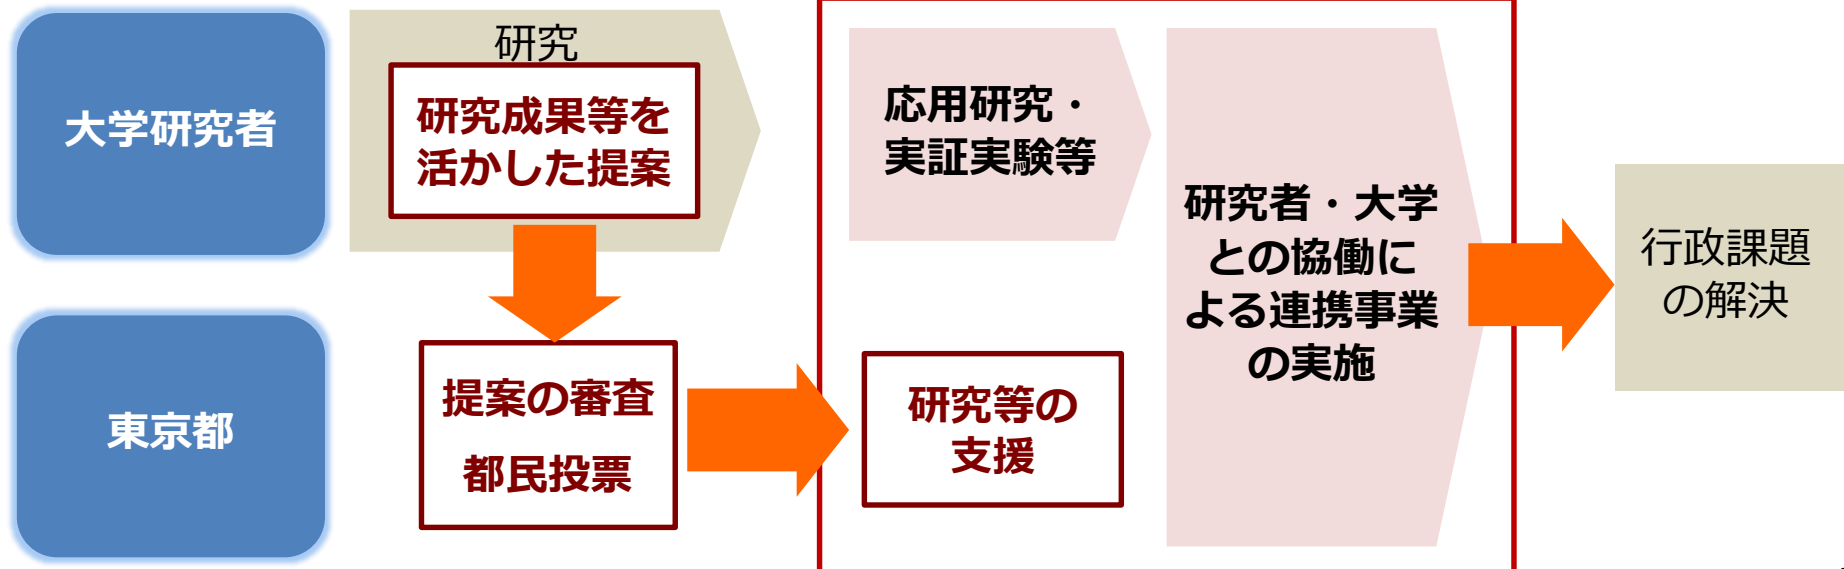 大学研究者
研究
研究成果等を
活かした提案
応用研究・
実証実験等
研究者・大学
との協働に
よる連携事業
の実施
行政課題
の解決
東京都
提案の審査
都民投票
研究等の
支援